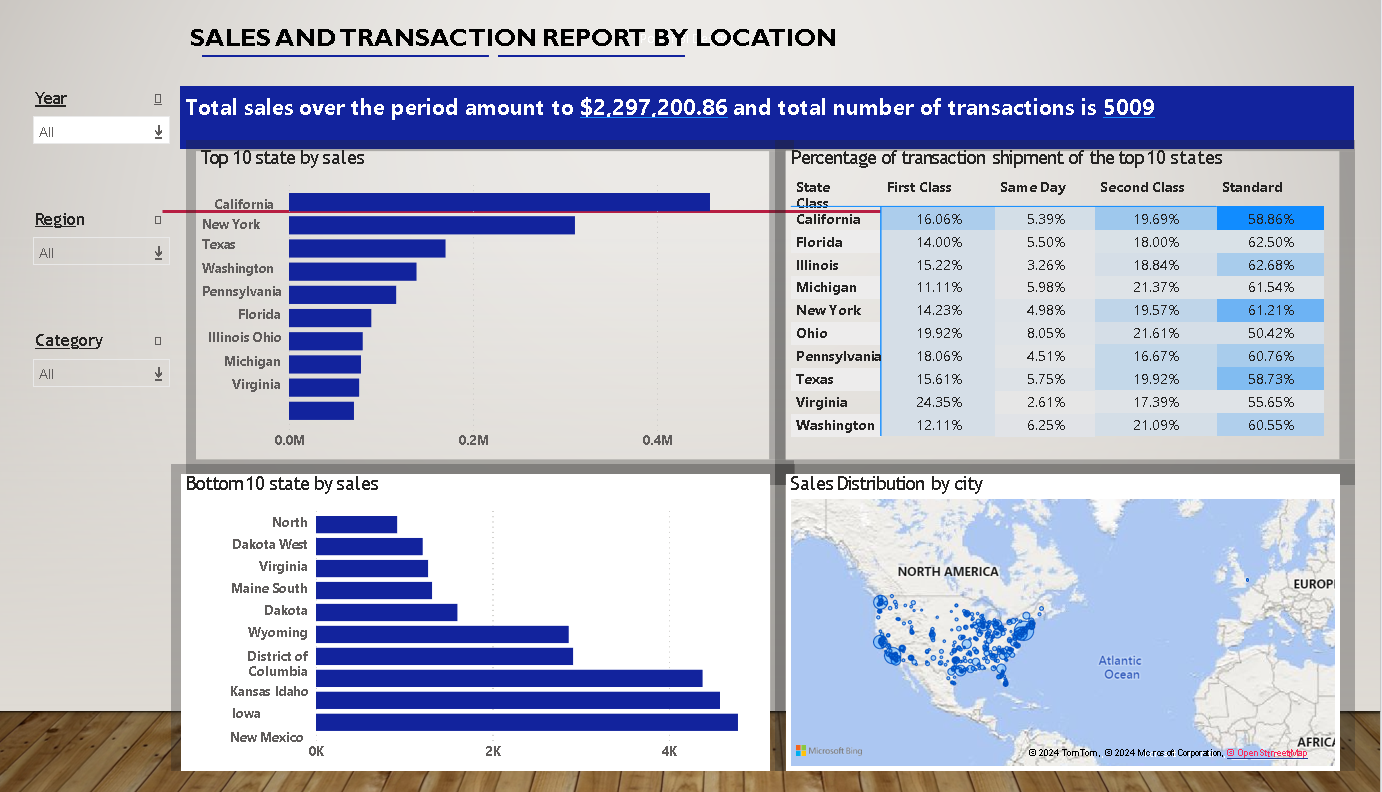 SALES AND TRANSACTION REPORT BY LOCATION
Year
All
Region
All
Category
All
Total sales over the period amount to $2,297,200.86 and total number of transactions is 5009
Top 10 state by sales
California
New York
Texas
Washington
Pennsylvania
Florida
Illinois Ohio
Michigan
Virginia
0.0M 0.2M 0.4M
Percentage of transaction shipment of the top 10 states
State First Class Same Day Second Class Standard
Class
California 16.06% 5.39% 19.69% 58.86%
Florida 14.00% 5.50% 18.00% 62.50%
Illinois 15.22% 3.26% 18.84% 62.68%
Michigan 11.11% 5.98% 21.37% 61.54%
New York 14.23% 4.98% 19.57% 61.21%
Ohio 19.92% 8.05% 21.61% 50.42%
Pennsylvania 18.06% 4.51% 16.67% 60.76%
Texas 15.61% 5.75% 19.92% 58.73%
Virginia 24.35% 2.61% 17.39% 55.65%
Washington 12.11% 6.25% 21.09% 60.55%
Bottom 10 state by sales
North
Dakota West
Virginia
Maine South
Dakota
Wyoming
District of
Columbia
Kansas Idaho
Iowa
New Mexico
0K 2K 4K
Sales Distribution by city
NORTH AMERICA
EUROP
Atlantic
Ocean
AFRICA
Microsoft Bing
© 2024 TomTom, © 2024 Microsoft Corporation, © OpenStreetMap